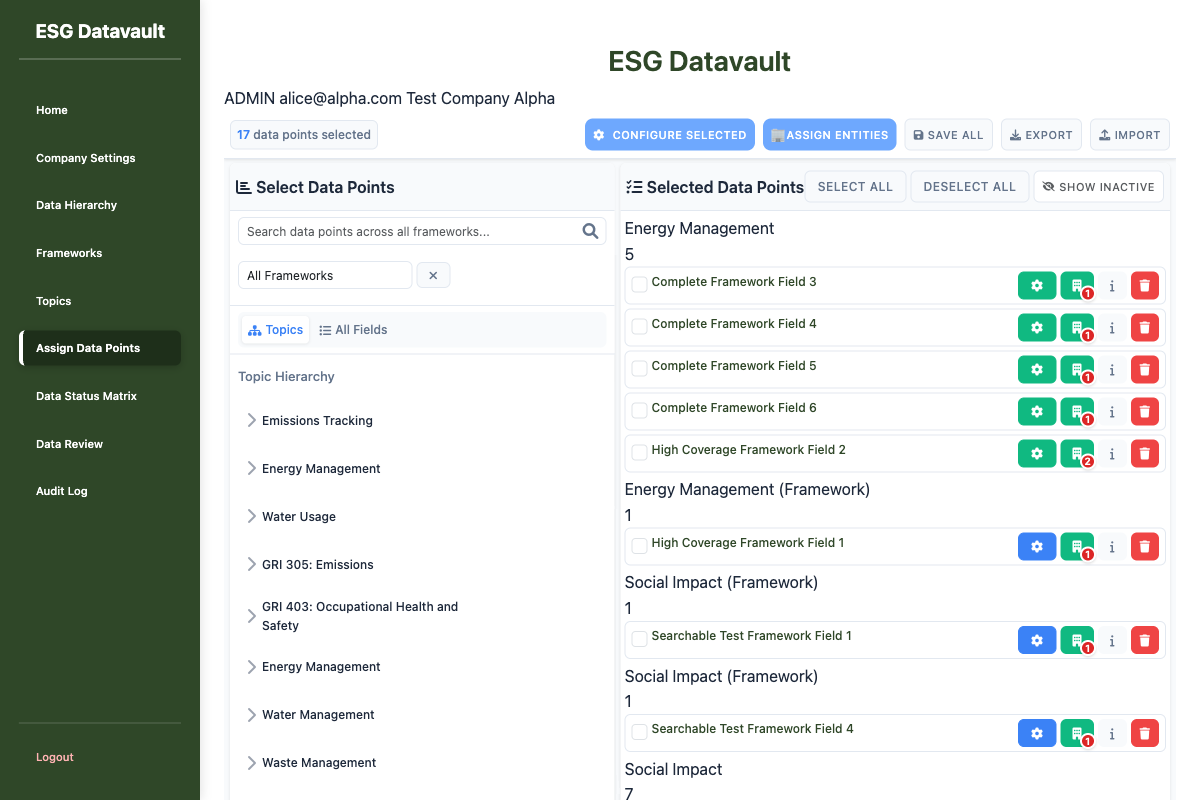 ESG Datavault
Home
Company Settings
Data Hierarchy
Frameworks
Topics
Assign Data Points
Data Status Matrix
Data Review
Audit Log
Logout
ESG Datavault
ADMIN alice@alpha.com Test Company Alpha
17 data points selected
CONFIGURE SELECTED
ASSIGN ENTITIES
SAVE ALL
EXPORT
IMPORT
Select Data Points
Search data points across all frameworks...
All Frameworks
Topics
All Fields
Topic Hierarchy
Emissions Tracking
Energy Management
Water Usage
GRI 305: Emissions
GRI 403: Occupational Health and
Safety
Energy Management
Water Management
Waste Management
Selected Data Points
SELECT ALL
DESELECT ALL
SHOW INACTIVE
Energy Management
5
Complete Framework Field 3
1
Complete Framework Field 4
1
Complete Framework Field 5
1
Complete Framework Field 6
1
High Coverage Framework Field 2
2
Energy Management (Framework)
1
High Coverage Framework Field 1
1
Social Impact (Framework)
1
Searchable Test Framework Field 1
1
Social Impact (Framework)
1
Searchable Test Framework Field 4
1
Social Impact
7